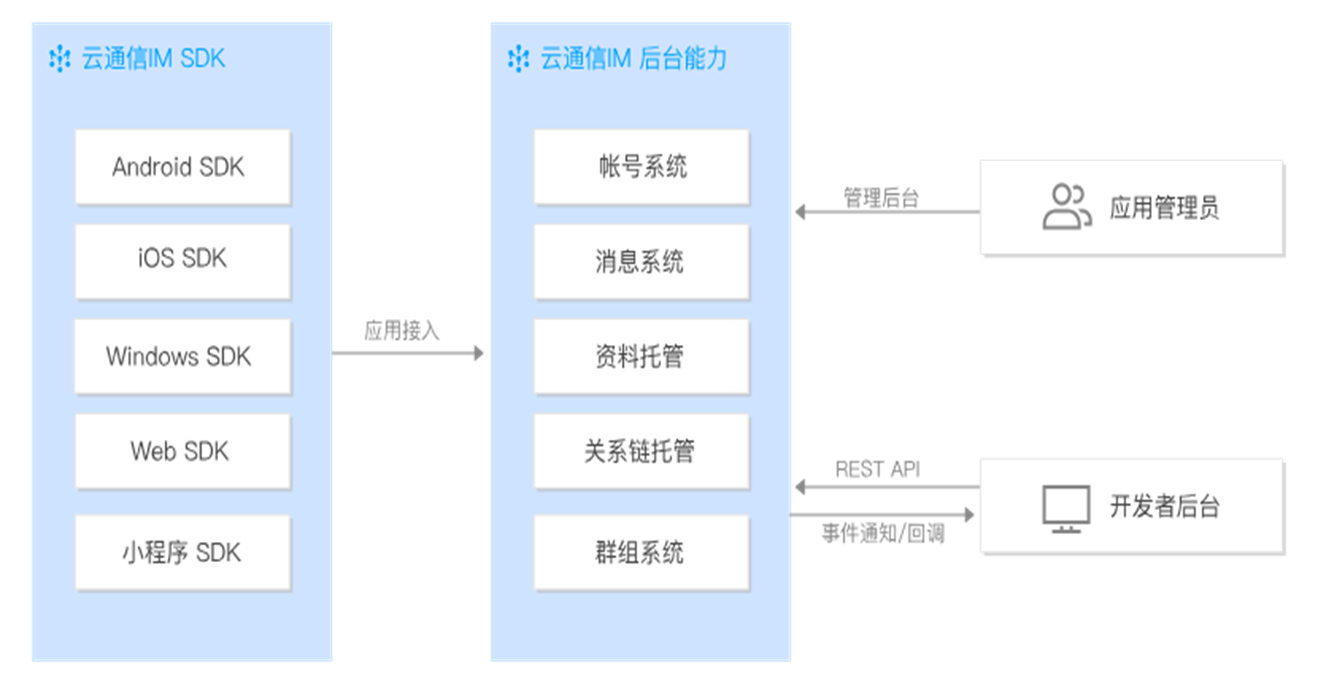 云通信IM SDK
Android SDK
iOS SDK
Windows SDK
Web SDK
小程序 SDK
应用接入
云通信IM 后台能力
帐号系统
消息系统
资料托管
关系链托管
群组系统
管理后台
应用管理员
REST API
事件通知/回调
开发者后台